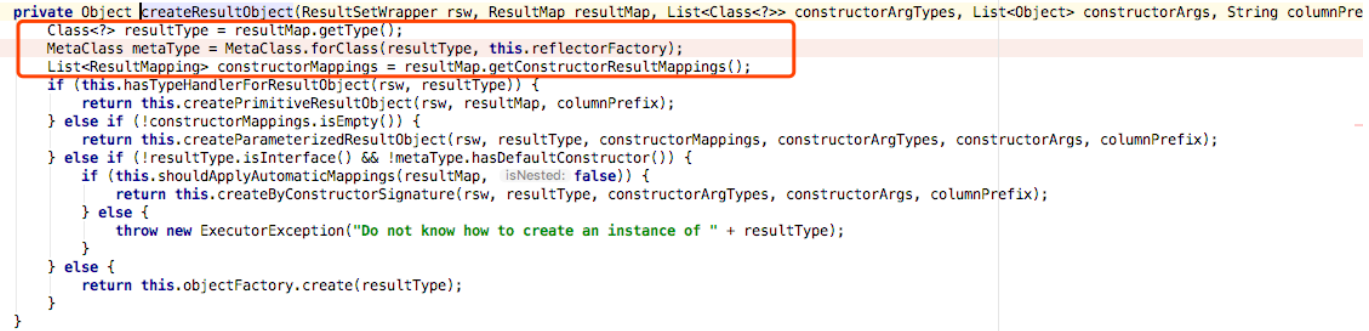 private Object createResultObject(ResultSetWrapper rsw, ResultMap resultMap, List<Class<?>> constructorArgTypes, List<Object> constructorArgs, String columnPre
    Class<?> resultType = resultMap.getType();
    MetaClass metaType = MetaClass.forClass(resultType, this.reflectorFactory);
    List<ResultMapping> constructorMappings = resultMap.getConstructorResultMappings();
    if (this.hasTypeHandlerForResultObject(rsw, resultType)) {
        return this.createPrimitiveResultObject(rsw, resultMap, columnPrefix);
    } else if (!constructorMappings.isEmpty()) {
        return this.createParameterizedResultObject(rsw, resultType, constructorMappings, constructorArgTypes, constructorArgs, columnPrefix);
    } else if (!resultType.isInterface() && !metaType.hasDefaultConstructor()) {
        if (this.shouldApplyAutomaticMappings(resultMap, isNested: false)) {
            return this.createByConstructorSignature(rsw, resultType, constructorArgTypes, constructorArgs, columnPrefix);
        } else {
            throw new ExecutorException("Do not know how to create an instance of " + resultType);
        }
    } else {
        return this.objectFactory.create(resultType);
    }
}